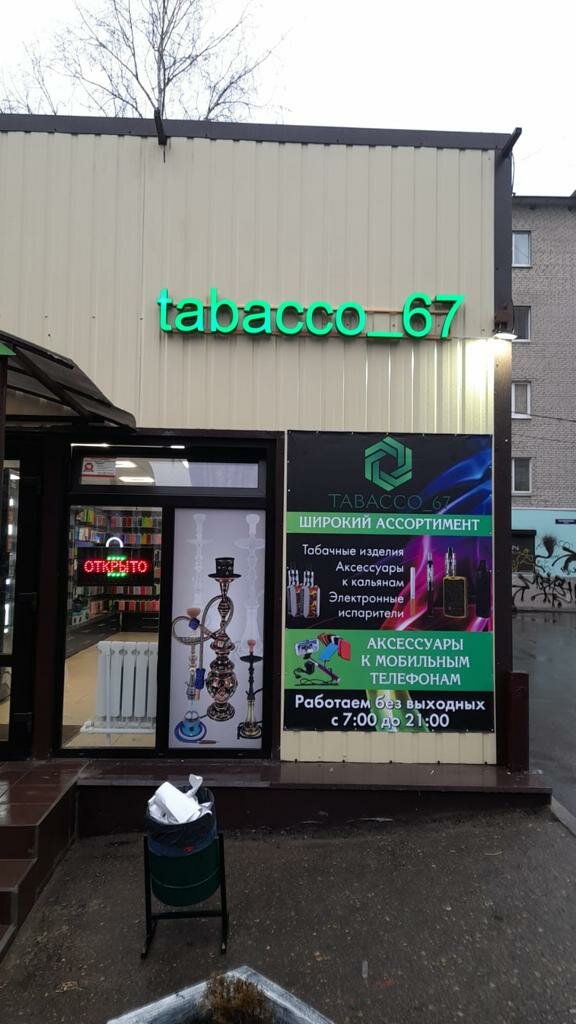 tabacco_67
ОТКРЫТО
TABACCO_67
ШИРОКИЙ АССОРТИМЕНТ
Табачные изделия
Аксессуары
к кальянам
Электронные
испарители
АКСЕССУАРЫ
К МОБИЛЬНЫМ
ТЕЛЕФОНАМ
Работаем без выходных
с 7:00 до 21:00